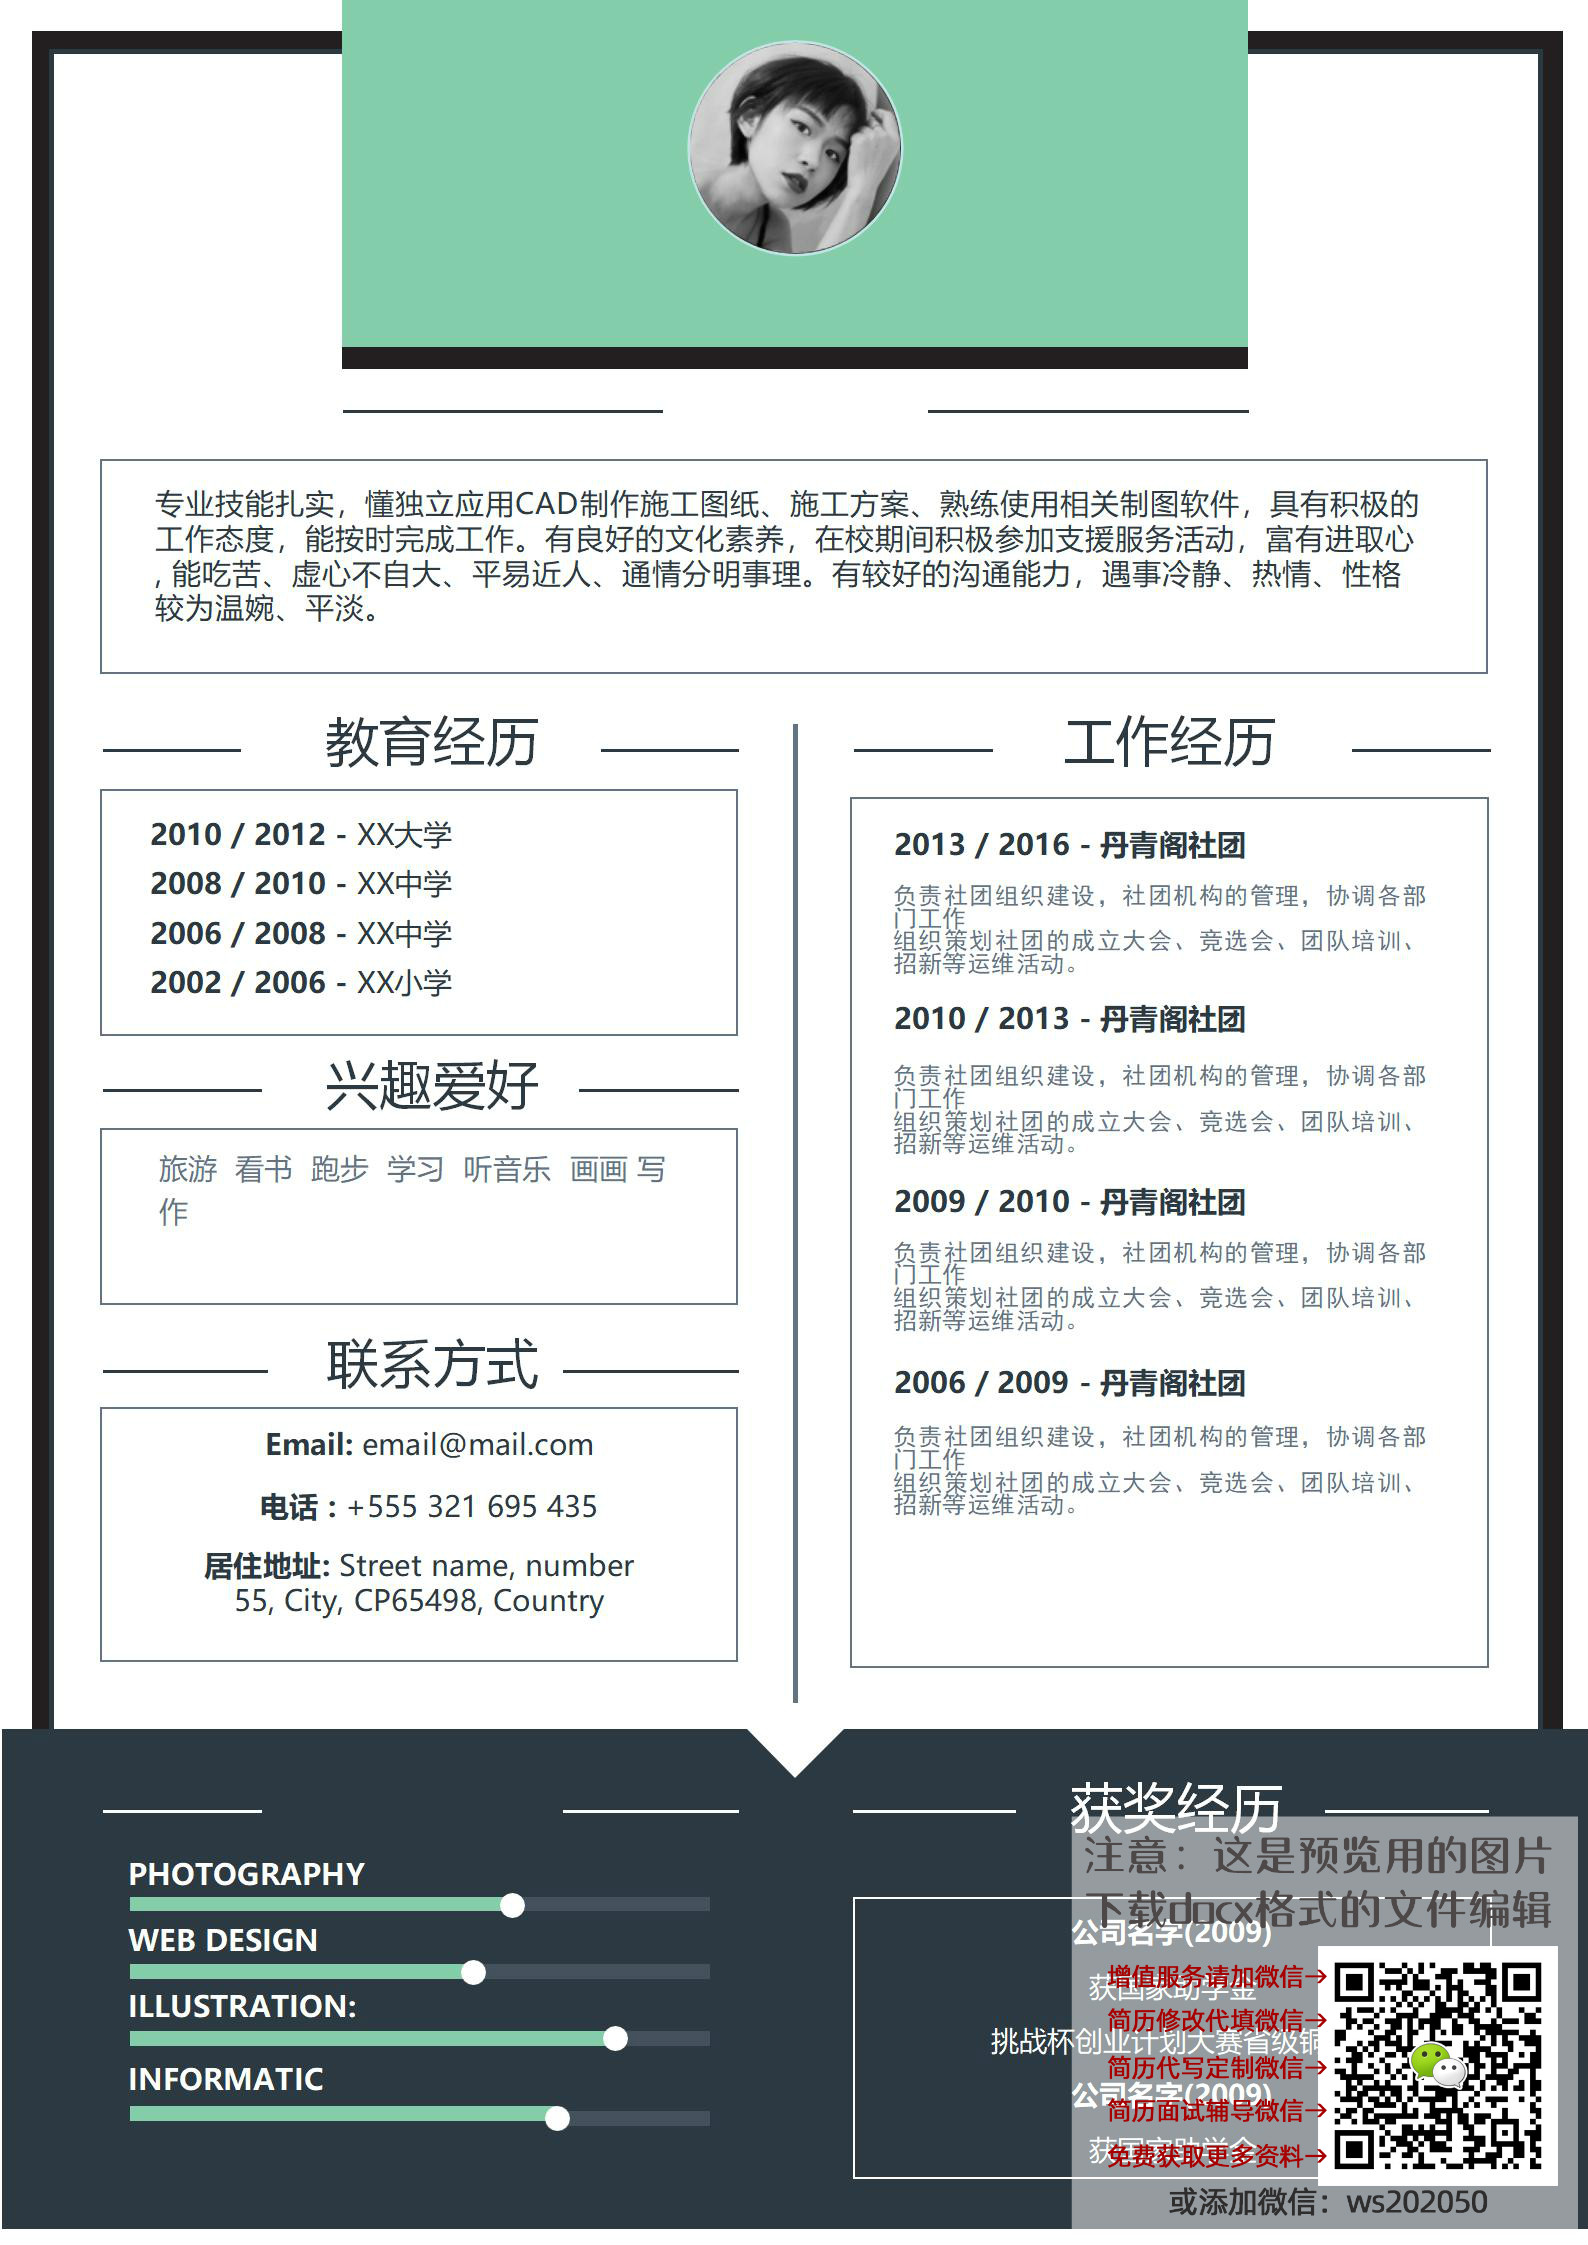 专业技能扎实，懂独立应用CAD制作施工图纸、施工方案、熟练使用相关制图软件，具有积极的
工作态度，能按时完成工作。有良好的文化素养，在校期间积极参加支援服务活动，富有进取心
，能吃苦、虚心不自大、平易近人、通情分明事理。有较好的沟通能力，遇事冷静、热情、性格
较为温婉、平淡。
教育经历
2010 / 2012 - XX大学
2008 / 2010 - XX中学
2006 / 2008 - XX中学
2002 / 2006 - XX小学
兴趣爱好
旅游 看书 跑步 学习 听音乐 画画 写
作
联系方式
Email: email@mail.com
电话：+555 321 695 435
居住地址: Street name, number
55, City, CP65498, Country
工作经历
2013 / 2016 - 丹青阁社团
负责社团组织建设，社团机构的管理，协调各部
门工作
组织策划社团的成立大会、竞选会、团队培训、
招新等运维活动。
2010 / 2013 - 丹青阁社团
负责社团组织建设，社团机构的管理，协调各部
门工作
组织策划社团的成立大会、竞选会、团队培训、
招新等运维活动。
2009 / 2010 - 丹青阁社团
负责社团组织建设，社团机构的管理，协调各部
门工作
组织策划社团的成立大会、竞选会、团队培训、
招新等运维活动。
2006 / 2009 - 丹青阁社团
负责社团组织建设，社团机构的管理，协调各部
门工作
组织策划社团的成立大会、竞选会、团队培训、
招新等运维活动。
PHOTOGRAPHY
WEB DESIGN
ILLUSTRATION:
INFORMATIC
获奖经历
公司名字(2009)
获国家助学金
挑战杯创业计划大赛省级铜
公司名字(2009)
获国家助学金
注意：这是预览用的图片
下载docx格式的文件编辑
增值服务请加微信→
简历修改代填微信→
简历代写定制微信→
简历面试辅导微信→
免费获取更多资料→
或添加微信：ws202050